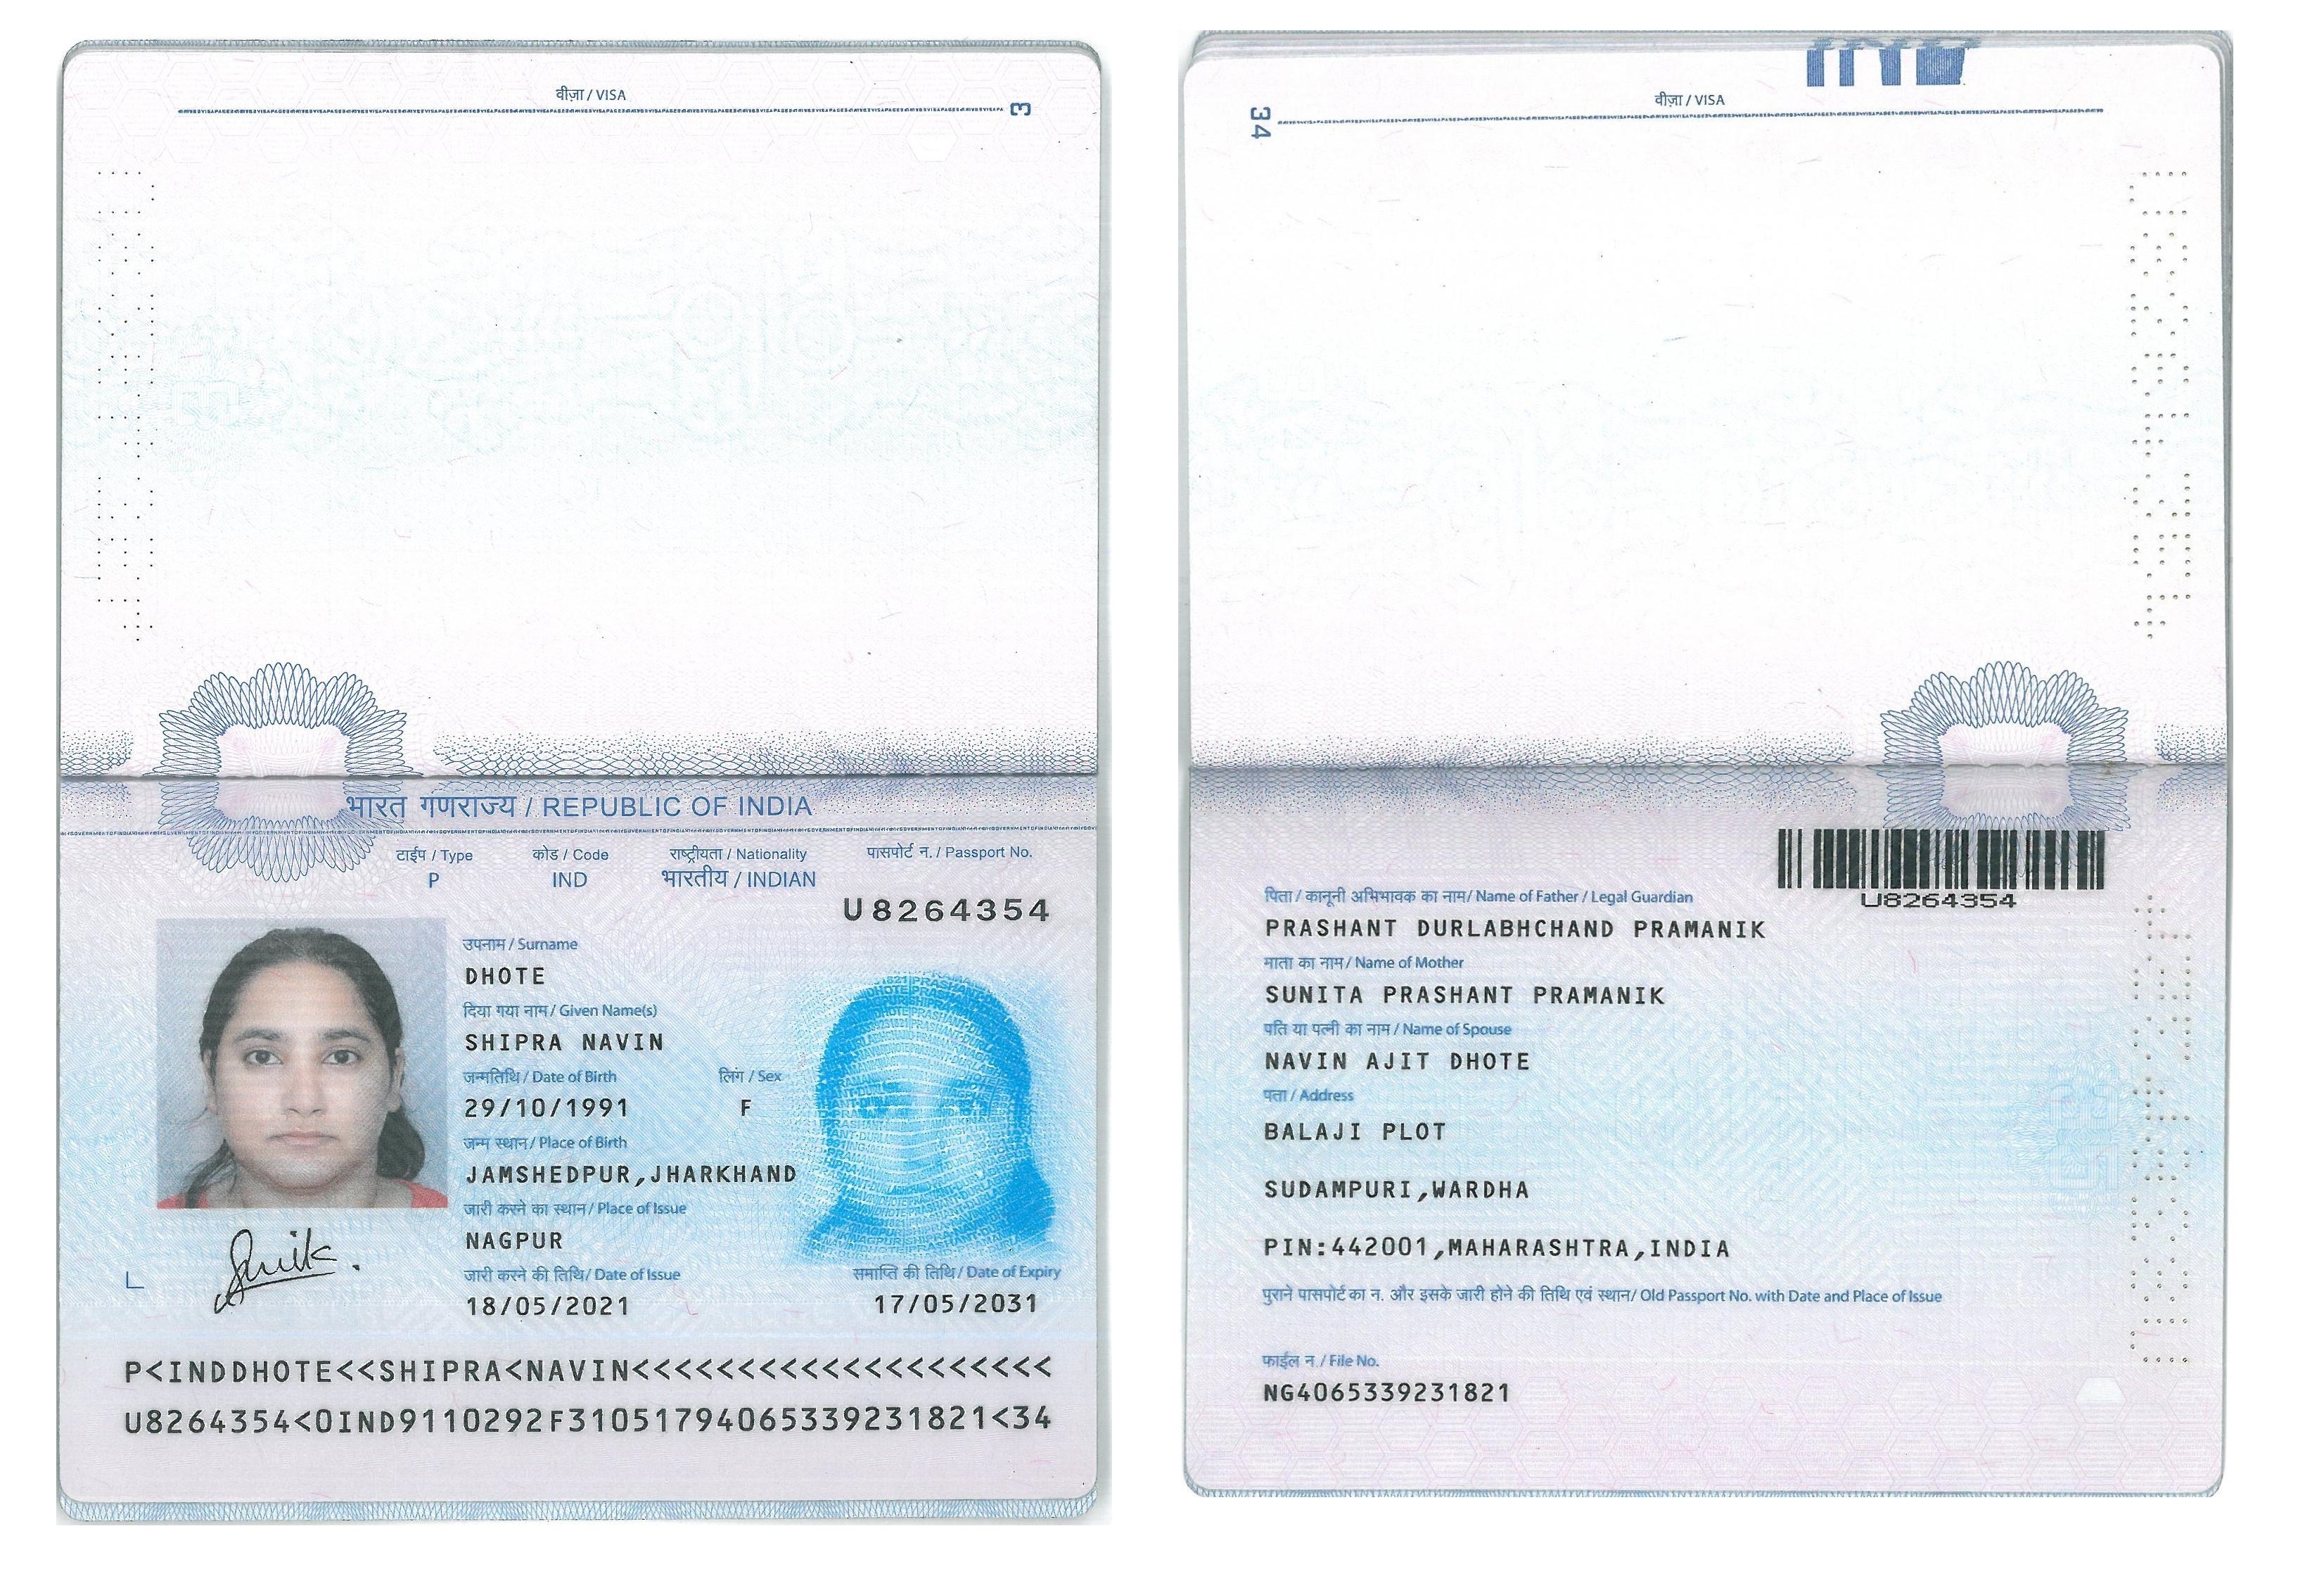 वीज़ा / VISA
3
भारत गणराज्य / REPUBLIC OF INDIA
टाईप / Type कोड / Code राष्ट्रीयता / Nationality पासपोर्ट न. / Passport No.
P IND भारतीय / INDIAN
U8264354
उपनाम / Surname
DHOTE
दिया गया नाम / Given Name(s)
SHIPRA NAVIN
जन्मतिथि / Date of Birth लिंग / Sex
29/10/1991 F
जन्म स्थान / Place of Birth
JAMSHEDPUR,JHARKHAND
जारी करने का स्थान / Place of Issue
NAGPUR
जारी करने की तिथि / Date of Issue समाप्ति की तिथि / Date of Expiry
18/05/2021 17/05/2031
P<INDDHOTE<<SHIPRA<NAVIN<<<<<<<<<<<<<<<<<<<<
U8264354<0IND9110292F31051794065339231821<34
IND
34
वीज़ा / VISA
U8264354
पिता / कानूनी अभिभावक का नाम / Name of Father / Legal Guardian
PRASHANT DURLABHCHAND PRAMANIK
माता का नाम / Name of Mother
SUNITA PRASHANT PRAMANIK
पति या पत्नी का नाम / Name of Spouse
NAVIN AJIT DHOTE
पता / Address
BALAJI PLOT
SUDAMPURI,WARDHA
PIN:442001,MAHARASHTRA,INDIA
पुराने पासपोर्ट का न. और इसके जारी होने की तिथि एवं स्थान / Old Passport No. with Date and Place of Issue
फाईल न. / File No.
NG4065339231821